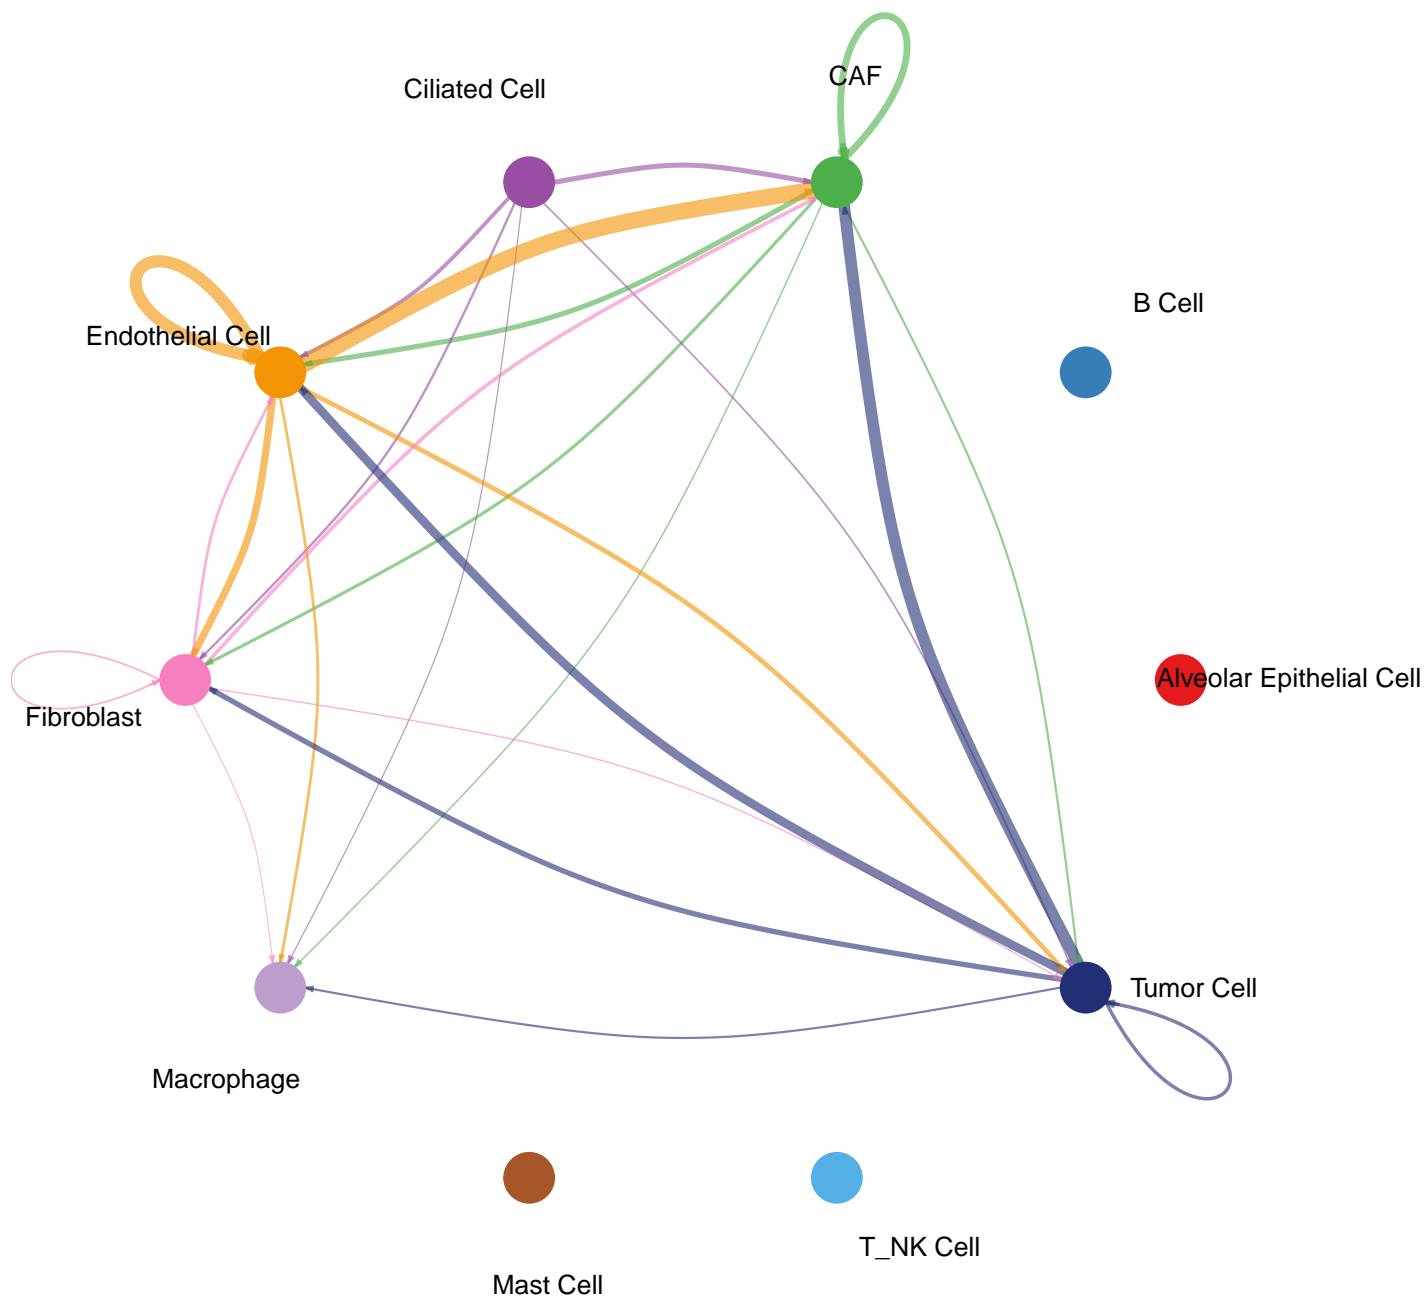 CAF
Ciliated Cell
B Cell
Endothelial Cell
Alveolar Epithelial Cell
Fibroblast
Tumor Cell
Macrophage
T_NK Cell
Mast Cell